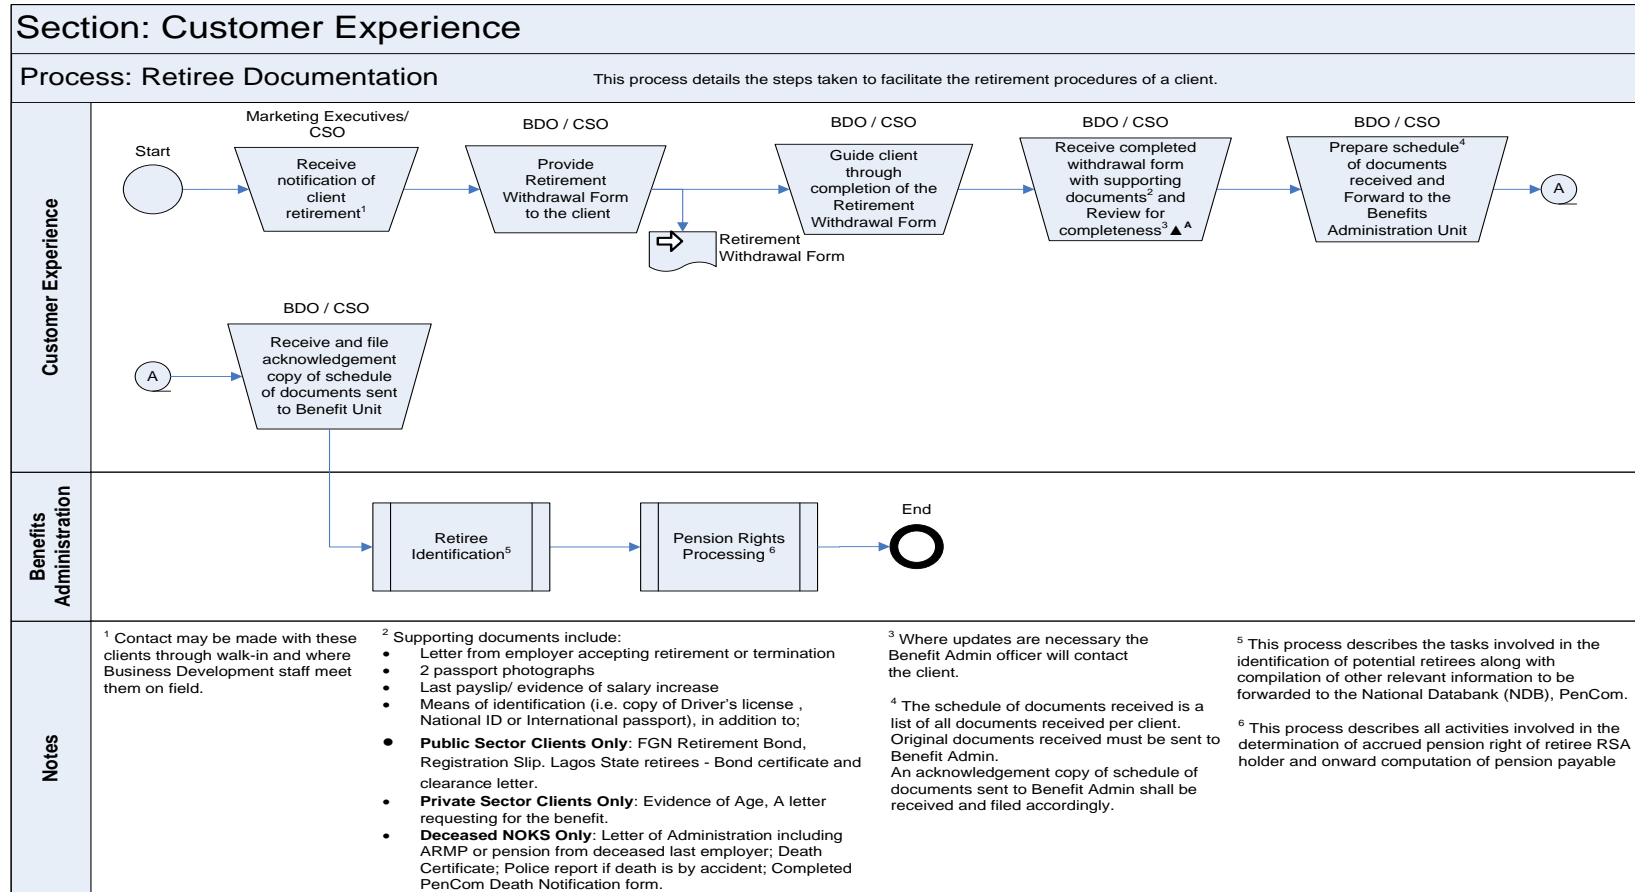 Section: Customer Experience
Process: Retiree Documentation
This process details the steps taken to facilitate the retirement procedures of a client.
Customer Experience
Start
Marketing Executives/
CSO
Receive
notification of
client
retirement¹
BDO / CSO
Provide
Retirement
Withdrawal Form
to the client
Retirement
Withdrawal Form
BDO / CSO
Guide client
through
completion of the
Retirement
Withdrawal Form
BDO / CSO
Receive completed
withdrawal form
with supporting
documents² and
Review for
completeness³ ▲ᴬ
BDO / CSO
Prepare schedule⁴
of documents
received and
Forward to the
Benefits
Administration Unit
A
A
BDO / CSO
Receive and file
acknowledgement
copy of schedule
of documents sent
to Benefit Unit
Benefits
Administration
Retiree
Identification⁵
Pension Rights
Processing ⁶
End
Notes
¹ Contact may be made with these
clients through walk-in and where
Business Development staff meet
them on field.
² Supporting documents include:
• Letter from employer accepting retirement or termination
• 2 passport photographs
• Last payslip/ evidence of salary increase
• Means of identification (i.e. copy of Driver's license ,
National ID or International passport), in addition to;
• Public Sector Clients Only: FGN Retirement Bond,
Registration Slip. Lagos State retirees - Bond certificate and
clearance letter.
• Private Sector Clients Only: Evidence of Age, A letter
requesting for the benefit.
• Deceased NOKS Only: Letter of Administration including
ARMP or pension from deceased last employer; Death
Certificate; Police report if death is by accident; Completed
PenCom Death Notification form.
³ Where updates are necessary the
Benefit Admin officer will contact
the client.
⁴ The schedule of documents received is a
list of all documents received per client.
Original documents received must be sent to
Benefit Admin.
An acknowledgement copy of schedule of
documents sent to Benefit Admin shall be
received and filed accordingly.
⁵ This process describes the tasks involved in the
identification of potential retirees along with
compilation of other relevant information to be
forwarded to the National Databank (NDB), PenCom.
⁶ This process describes all activities involved in the
determination of accrued pension right of retiree RSA
holder and onward computation of pension payable